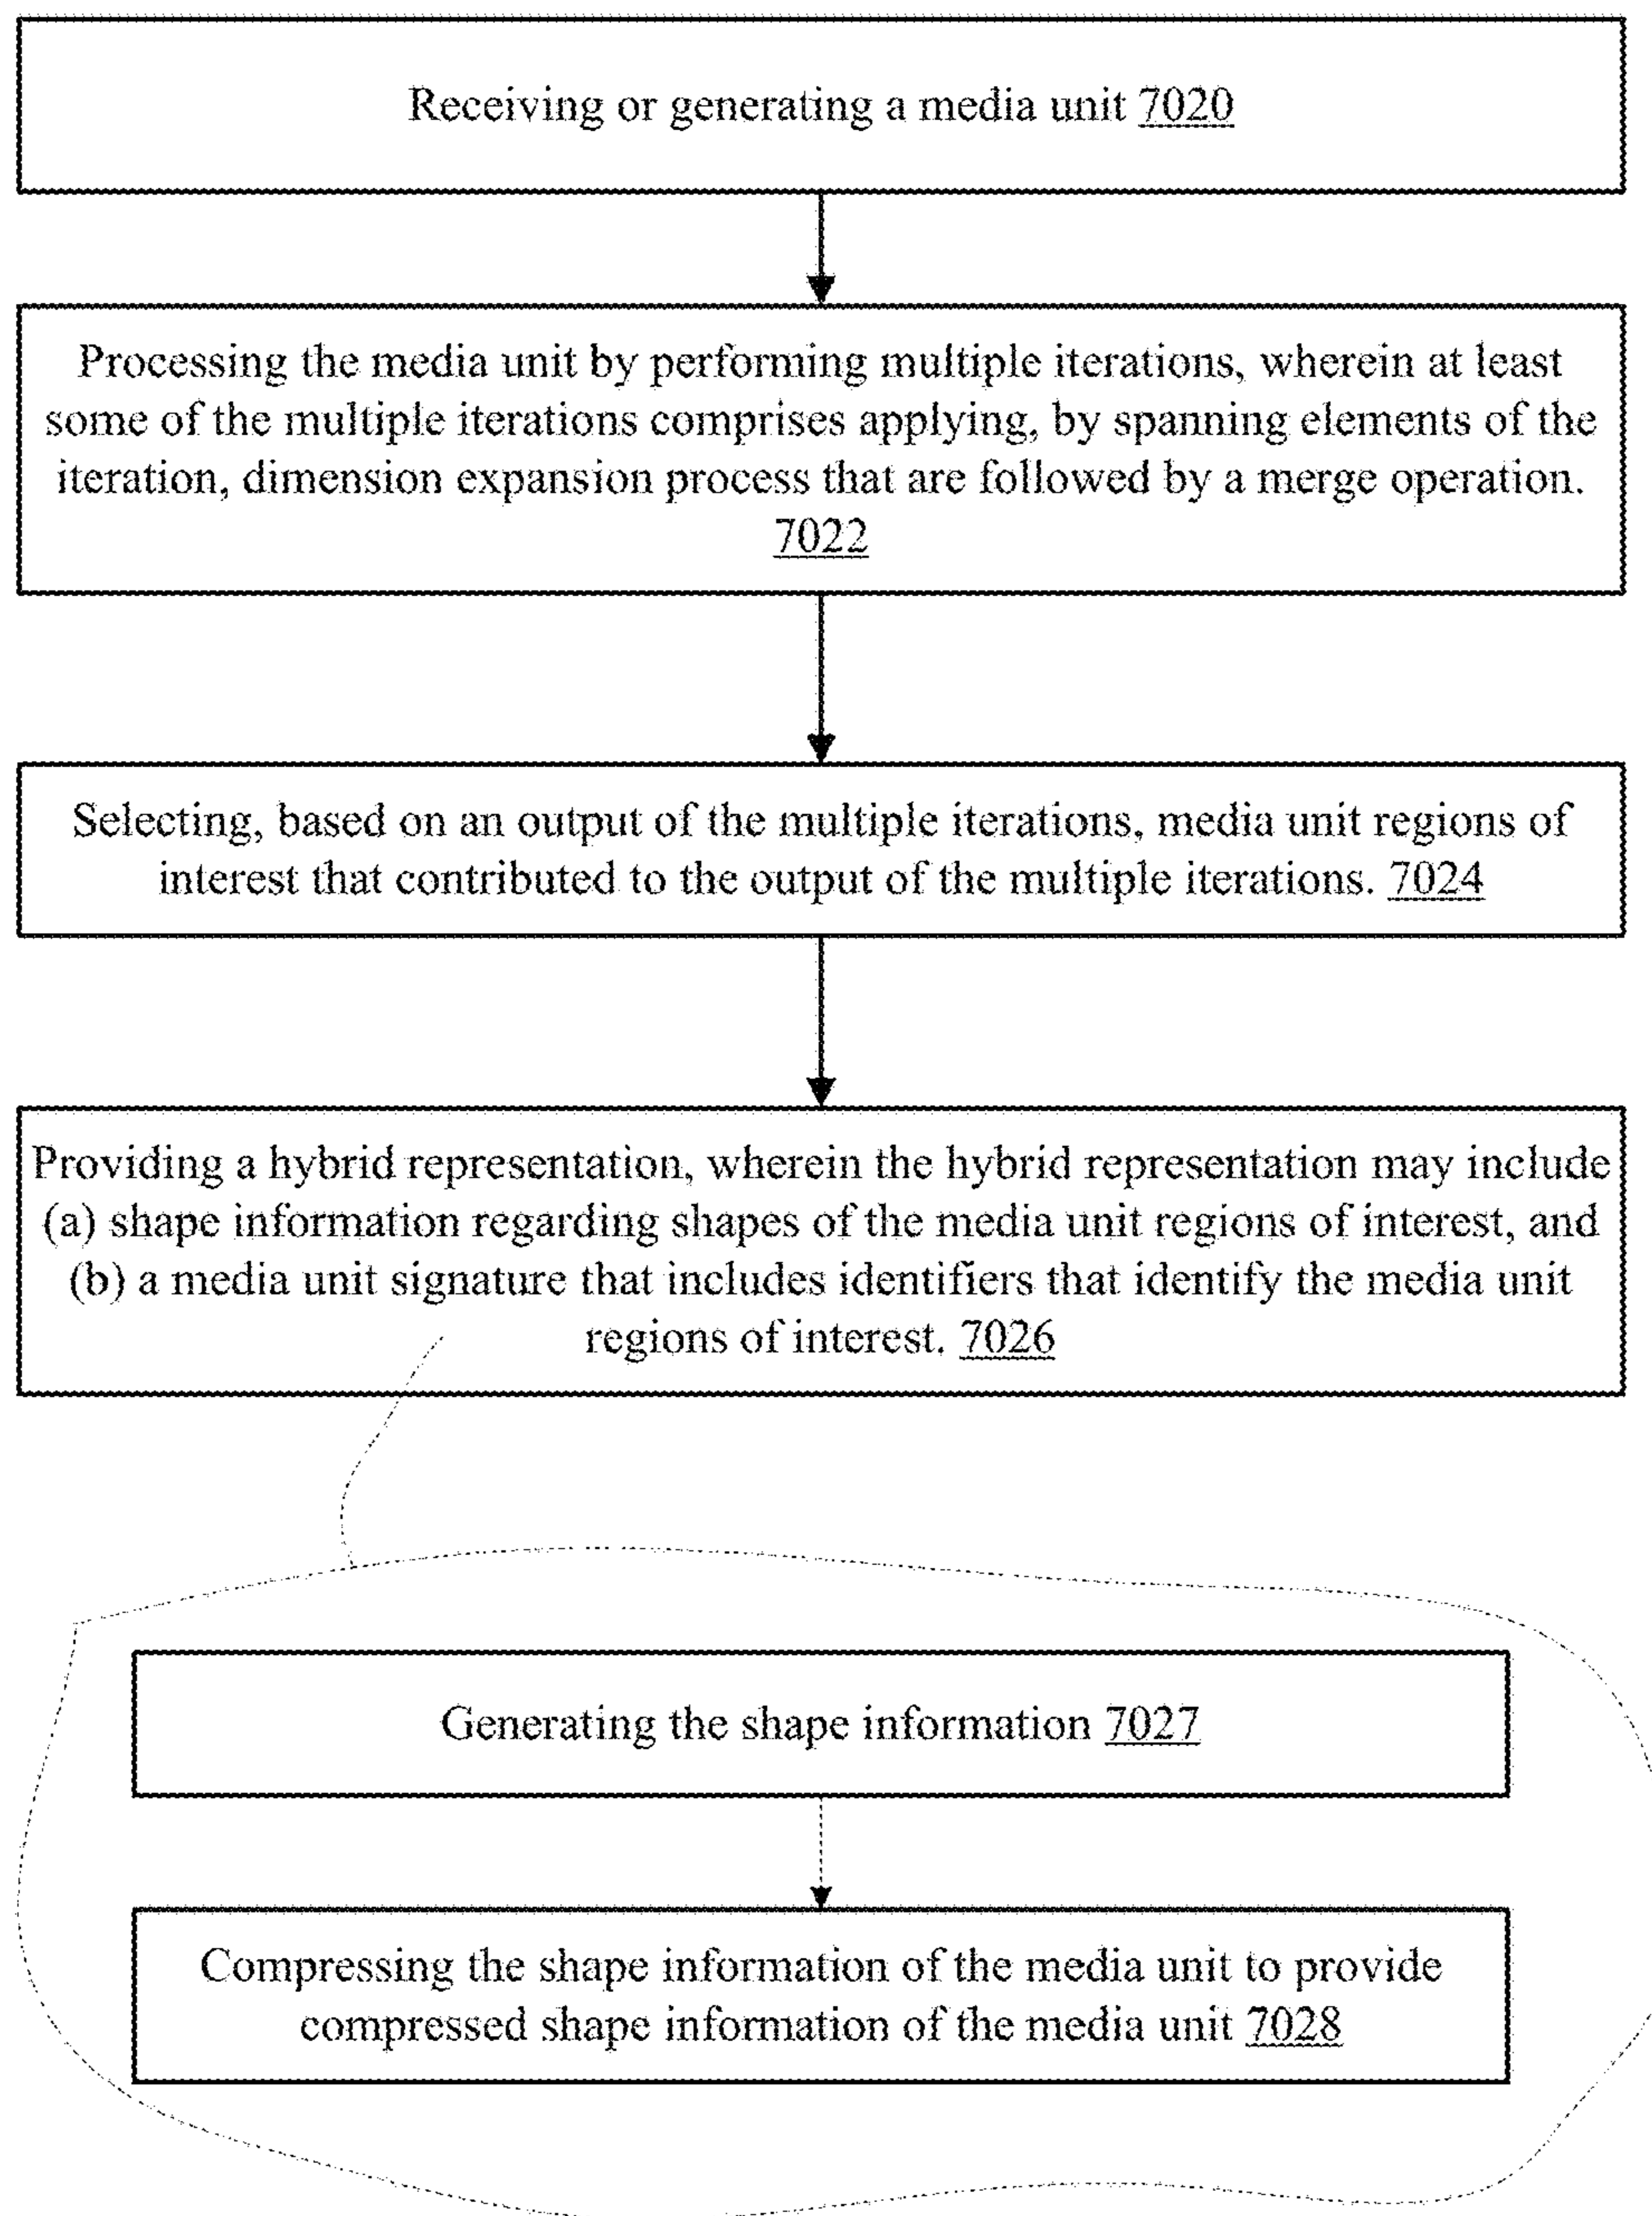 Receiving or generating a media unit 7020
Processing the media unit by performing multiple iterations, wherein at least
some of the multiple iterations comprises applying, by spanning elements of the
iteration, dimension expansion process that are followed by a merge operation.
7022
Selecting, based on an output of the multiple iterations, media unit regions of
interest that contributed to the output of the multiple iterations. 7024
Providing a hybrid representation, wherein the hybrid representation may include
(a) shape information regarding shapes of the media unit regions of interest, and
(b) a media unit signature that includes identifiers that identify the media unit
regions of interest. 7026
Generating the shape information 7027
Compressing the shape information of the media unit to provide
compressed shape information of the media unit 7028